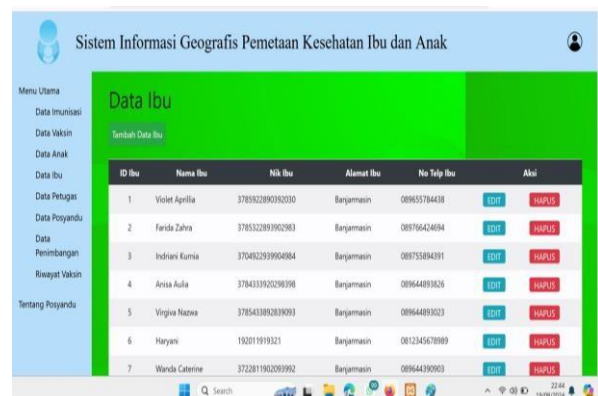 Sistem Informasi Geografis Pemetaan Kesehatan Ibu dan Anak
Menu Utama
Data Imunisasi
Data Vaksin
Data Anak
Data Ibu
Data Petugas
Data Posyandu
Data
Penimbangan
Riwayat Vaksin
Tentang Posyandu
Data Ibu
Tambah Data Ibu
ID Ibu Nama Ibu Nik Ibu Alamat Ibu No Telp Ibu Aksi
1 Violet Aprillia 3785922890392030 Banjarmasin 089655784438 EDIT HAPUS
2 Farida Zahra 3785322893902983 Banjarmasin 089766424694 EDIT HAPUS
3 Indriani Kurnia 3704922939904984 Banjarmasin 089755894391 EDIT HAPUS
4 Anisa Aulia 3784333920298398 Banjarmasin 089644893826 EDIT HAPUS
5 Virgiva Nazwa 3785433892839093 Banjarmasin 089644893023 EDIT HAPUS
6 Haryani 192011919321 Banjarmasin 0812345678989 EDIT HAPUS
7 Wanda Caterine 3722811902093992 Banjarmasin 089644390903 EDIT HAPUS
Search
22:44